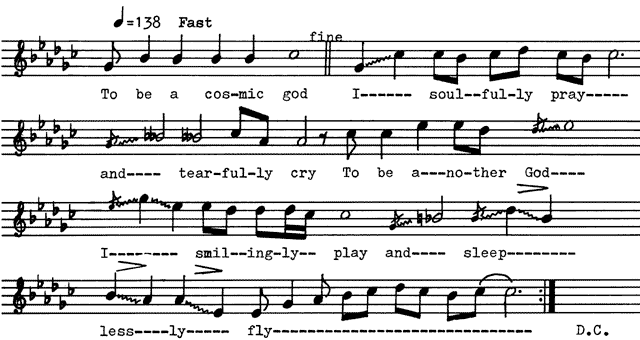 ♩=138 Fast
fine
To be a cos-mic god I------ soul--ful-ly pray-----
and---- tear-ful-ly cry To be a---no-ther God----
I-------- smil--ing-ly-- play and---- sleep---------
less----ly----- fly--------------------------------- D.C.